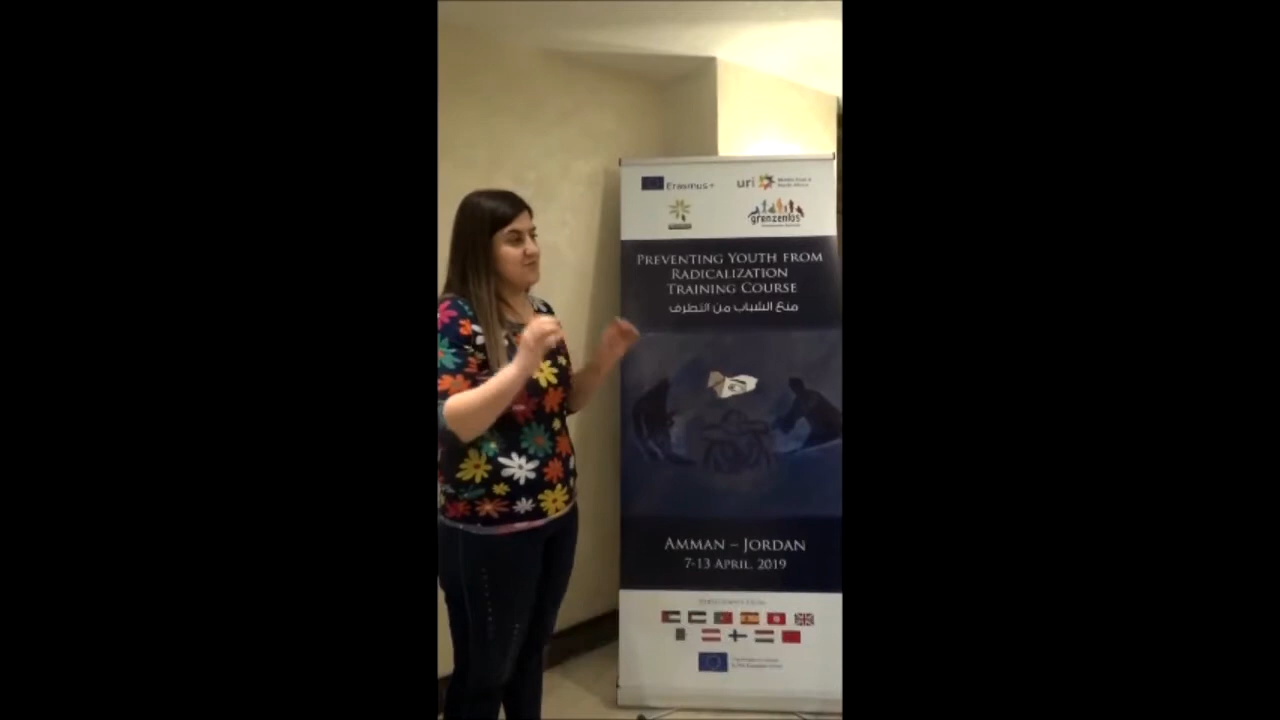 Erasmus+
uri
grenzenlos
PREVENTING YOUTH FROM
RADICALIZATION
TRAINING COURSE
منع الشباب من التطرف
AMMAN – JORDAN
7-13 APRIL, 2019